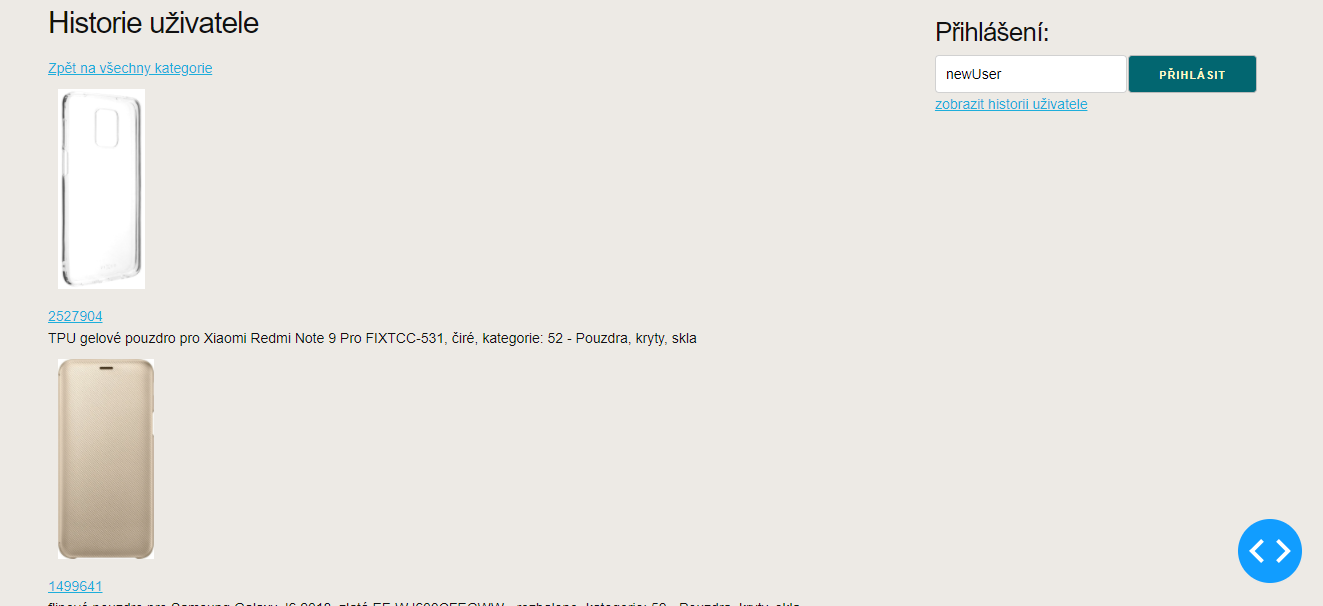 Historie uživatele
Přihlášení:
newUser
PŘIHLÁSIT
zobrazit historii uživatele
Zpět na všechny kategorie
2527904
TPU gelové pouzdro pro Xiaomi Redmi Note 9 Pro FIXTCC-531, čiré, kategorie: 52 - Pouzdra, kryty, skla
1499641